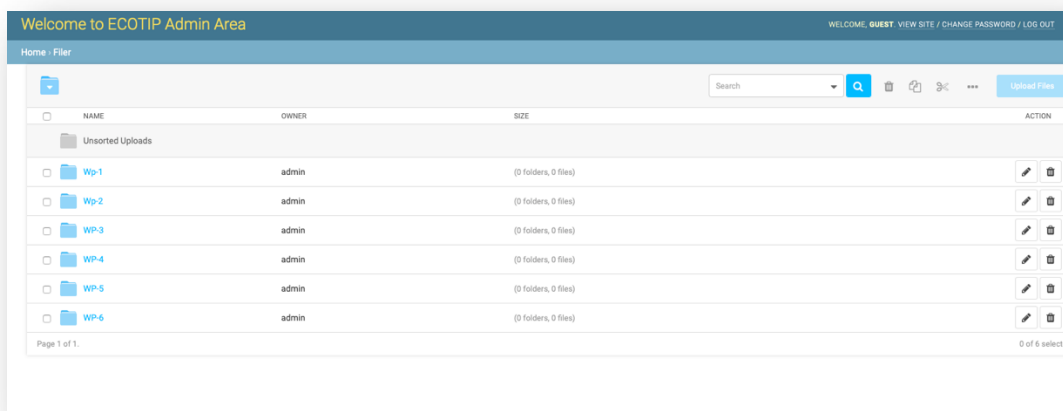 Welcome to ECOTIP Admin Area
WELCOME, GUEST. VIEW SITE / CHANGE PASSWORD / LOG OUT
Home › Filer
Search
Upload Files
NAME OWNER SIZE ACTION
Unsorted Uploads
Wp-1 admin (0 folders, 0 files)
Wp-2 admin (0 folders, 0 files)
WP-3 admin (0 folders, 0 files)
WP-4 admin (0 folders, 0 files)
WP-5 admin (0 folders, 0 files)
WP-6 admin (0 folders, 0 files)
Page 1 of 1. 0 of 6 select